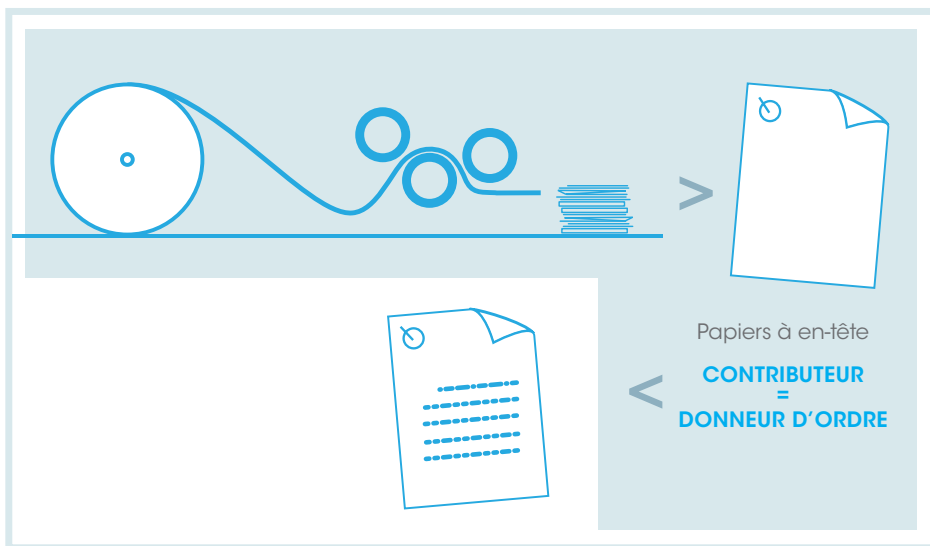 >
Papiers à en-tête
<
CONTRIBUTEUR
=
DONNEUR D’ORDRE